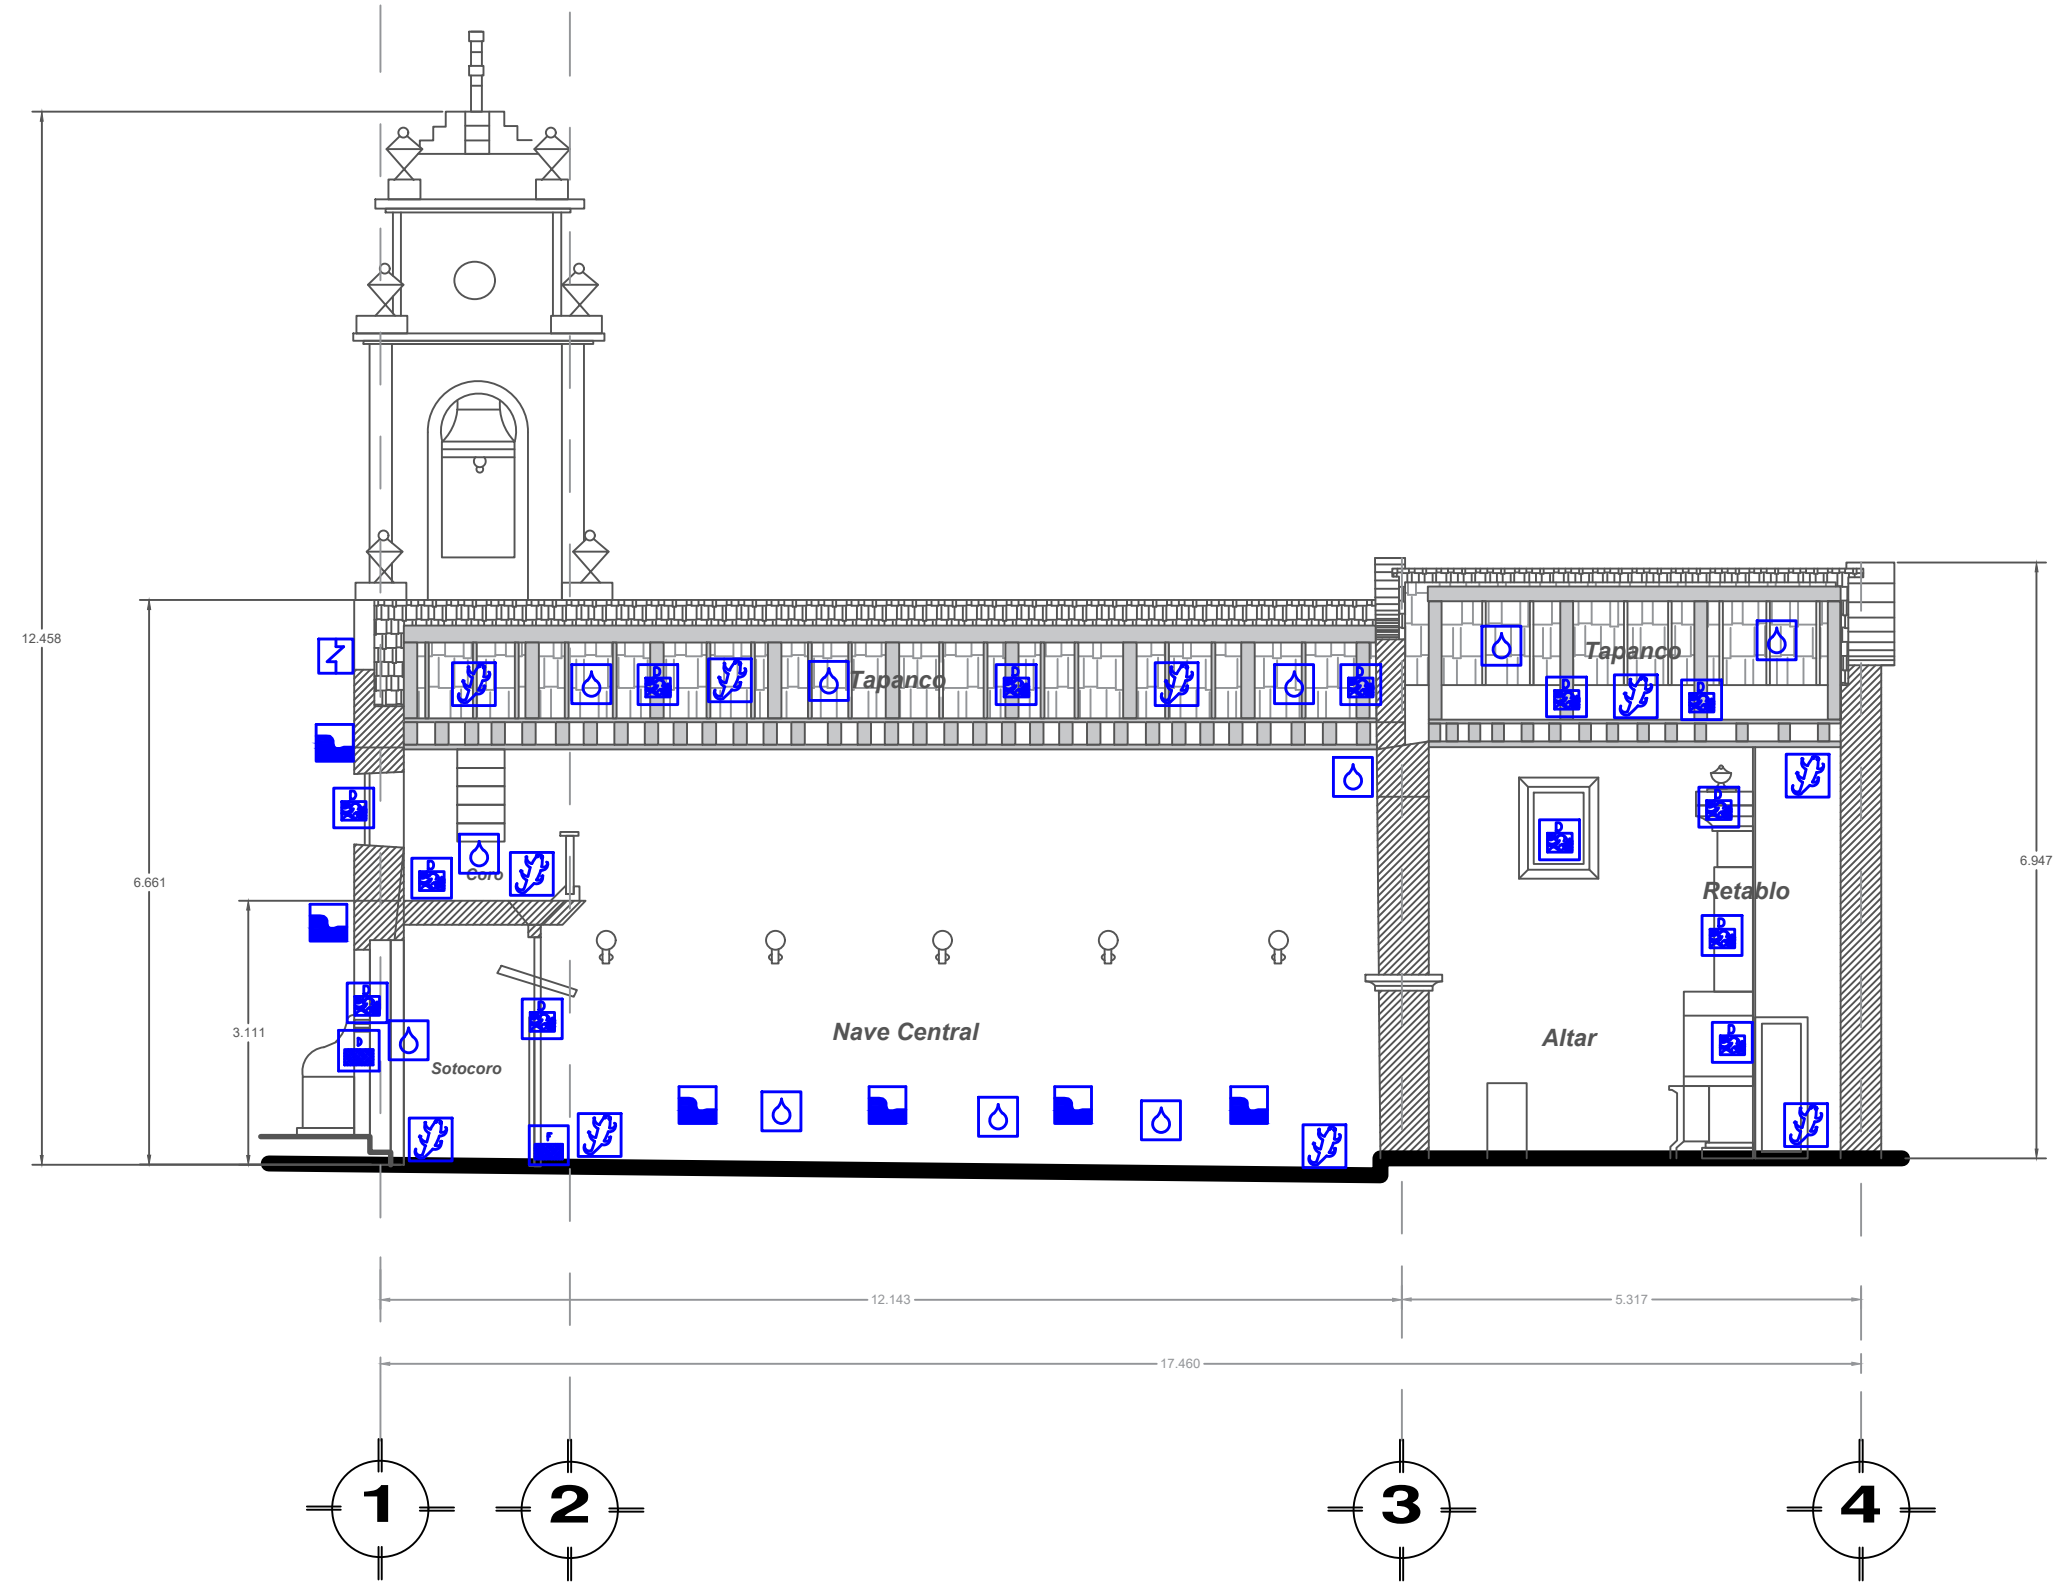 12.458
Tapanco
Tapanco
6.947
6.661
Coro
Retablo
3.111
Nave Central
Altar
D
Sotocoro
F
12.143
5.317
17.460
1
2
3
4